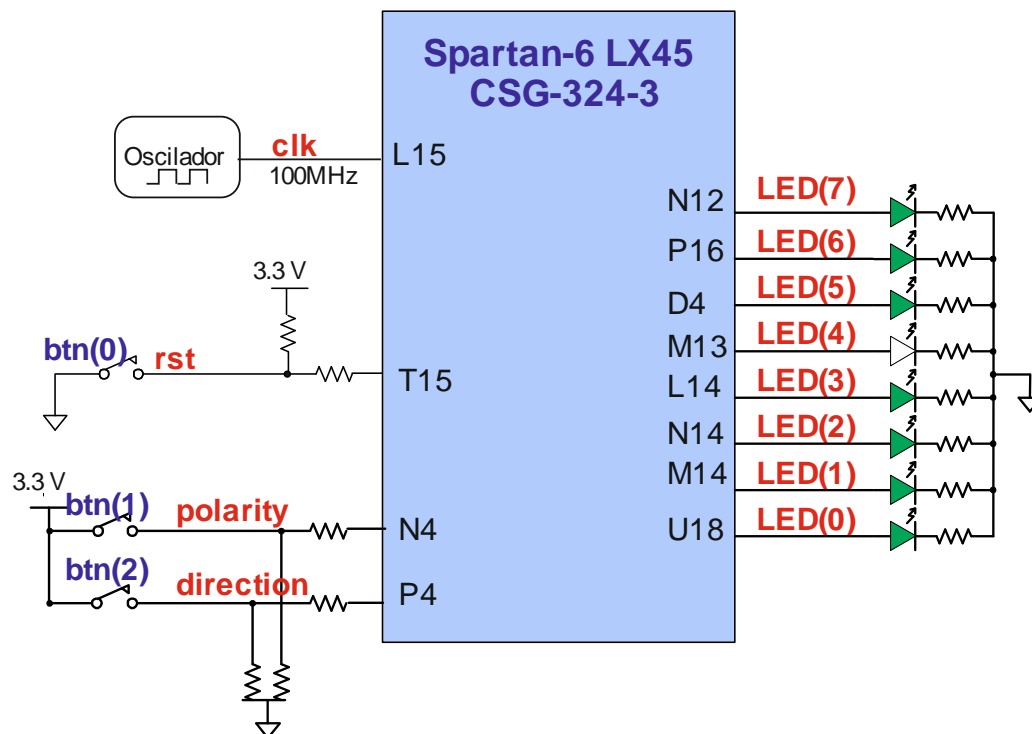 Spartan-6 LX45
CSG-324-3
Oscilador
clk
100MHz
L15
3.3 V
btn(0)
rst
T15
3.3 V
btn(1)
polarity
N4
btn(2)
direction
P4
N12
LED(7)
P16
LED(6)
D4
LED(5)
M13
LED(4)
L14
LED(3)
N14
LED(2)
M14
LED(1)
U18
LED(0)